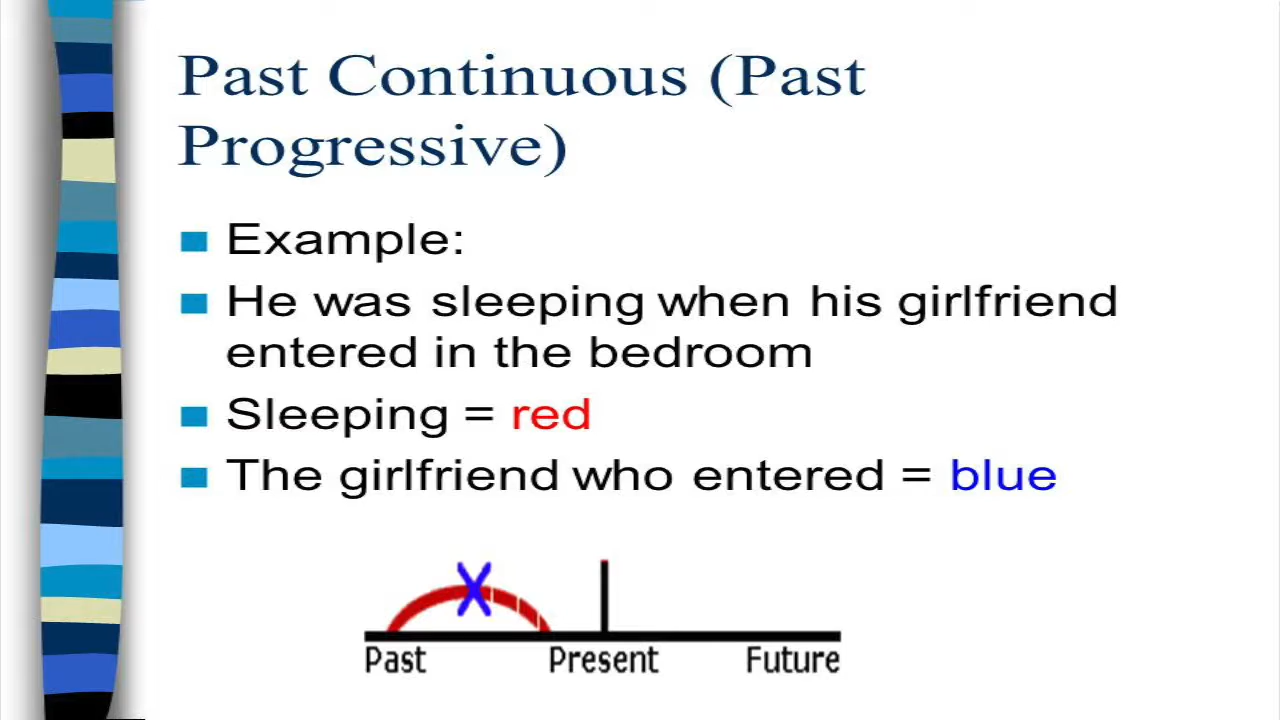 Past Continuous (Past
Progressive)
Example:
He was sleeping when his girlfriend
entered in the bedroom
Sleeping = red
The girlfriend who entered = blue
X
Past Present Future